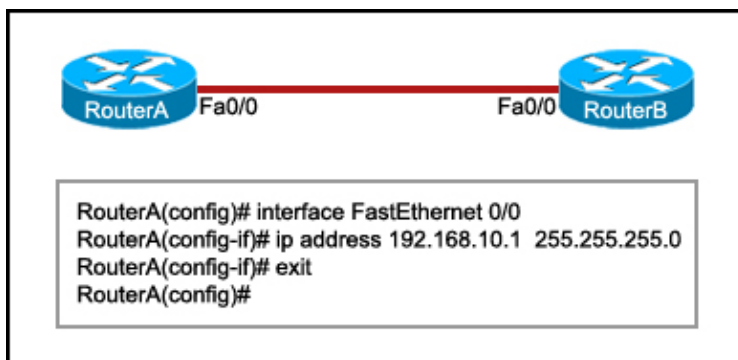 RouterA Fa0/0 Fa0/0 RouterB
RouterA(config)# interface FastEthernet 0/0
RouterA(config-if)# ip address 192.168.10.1 255.255.255.0
RouterA(config-if)# exit
RouterA(config)#